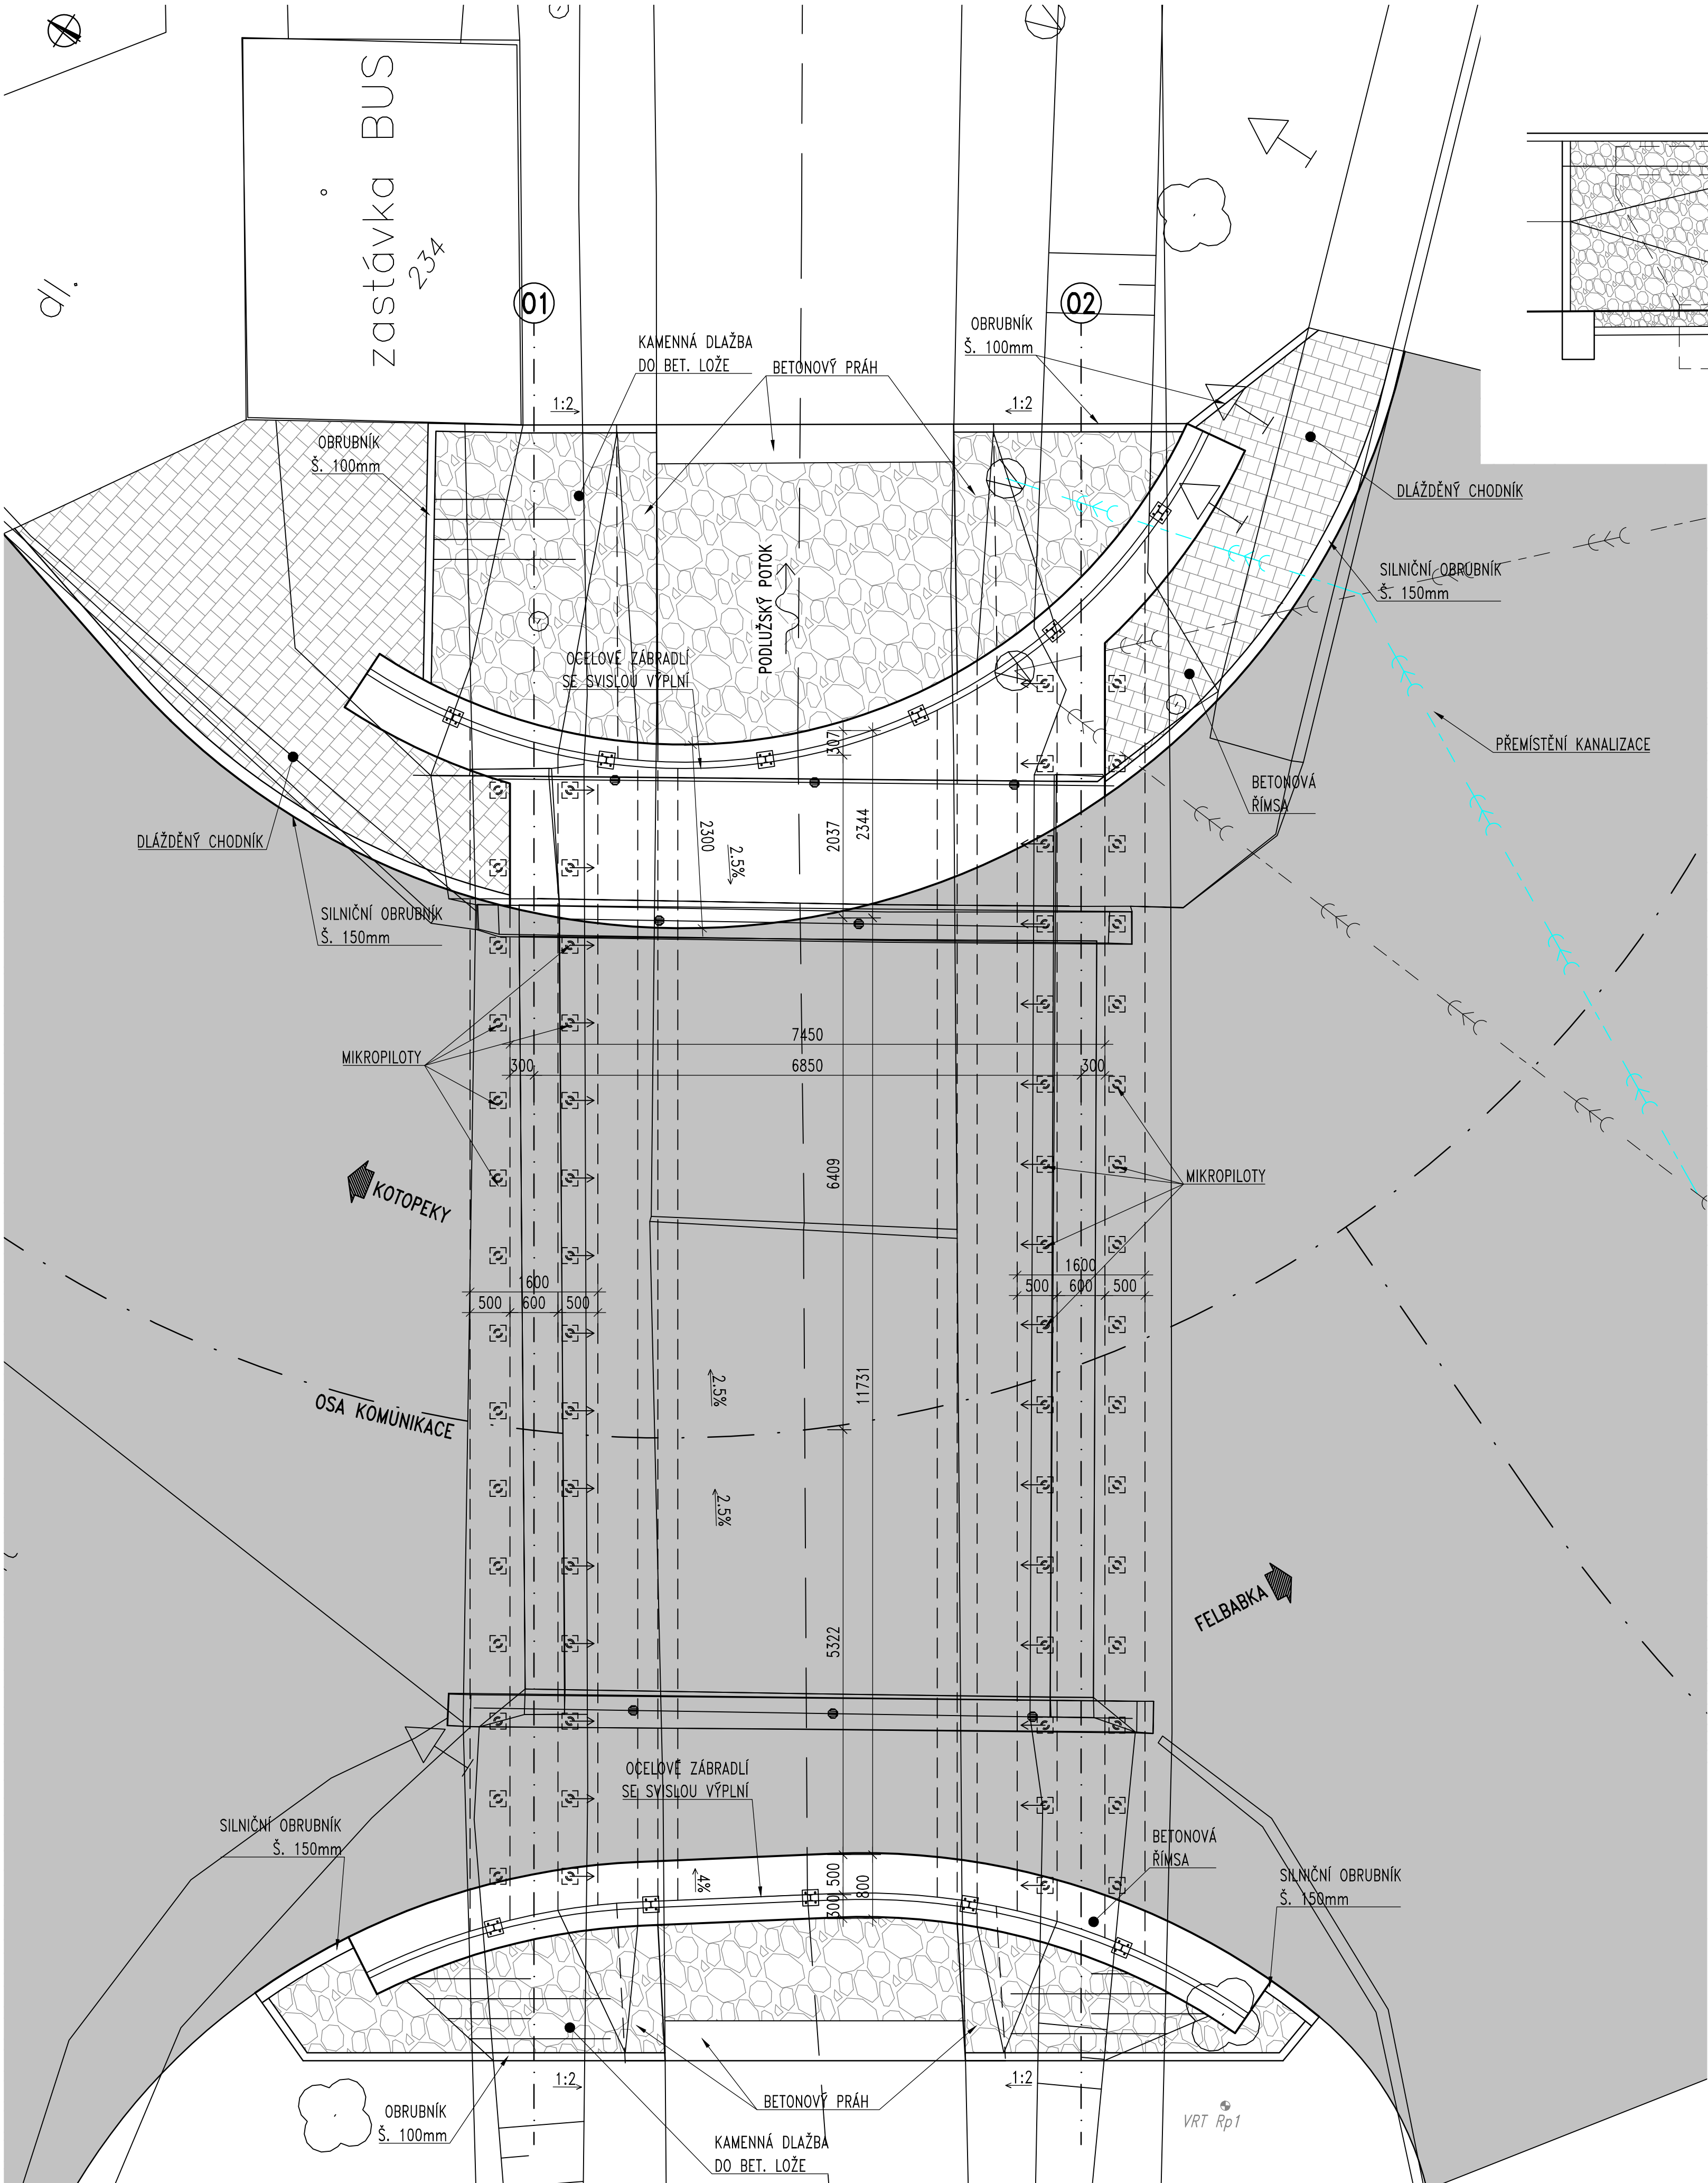 zastávka BUS
234
dl.
01
02
KAMENNÁ DLAŽBA
DO BET. LOŽE
BETONOVÝ PRÁH
OBRUBNÍK
Š. 100mm
1:2
1:2
OBRUBNÍK
Š. 100mm
DLÁŽDĚNÝ CHODNÍK
SILNIČNÍ OBRUBNÍK
Š. 150mm
PODLUŽSKÝ POTOK
OCELOVÉ ZÁBRADLÍ
SE SVISLOU VÝPLNÍ
PŘEMÍSTĚNÍ KANALIZACE
307
BETONOVÁ
ŘÍMSA
DLÁŽDĚNÝ CHODNÍK
2300
2.5%
2037
2344
SILNIČNÍ OBRUBNÍK
Š. 150mm
7450
MIKROPILOTY
300
6850
300
6409
MIKROPILOTY
KOTOPEKY
1600
500
600
500
1600
500
600
500
OSA KOMUNIKACE
2.5%
11731
2.5%
FELBABKA
5322
OCELOVÉ ZÁBRADLÍ
SE SVISLOU VÝPLNÍ
SILNIČNÍ OBRUBNÍK
Š. 150mm
4%
500
300
800
BETONOVÁ
ŘÍMSA
SILNIČNÍ OBRUBNÍK
Š. 150mm
1:2
1:2
OBRUBNÍK
Š. 100mm
BETONOVÝ PRÁH
VRT Rp1
KAMENNÁ DLAŽBA
DO BET. LOŽE